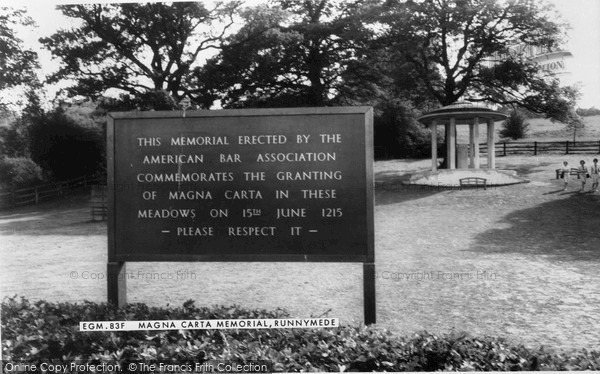 THIS MEMORIAL ERECTED BY THE
AMERICAN BAR ASSOCIATION
COMMEMORATES THE GRANTING
OF MAGNA CARTA IN THESE
MEADOWS ON 15TH JUNE 1215
— PLEASE RESPECT IT —
©Copyright Francis Frith
©Copyright Francis Frith
EGM.83F MAGNA CARTA MEMORIAL, RUNNYMEDE
Online Copy Protection. © The Francis Frith Collection